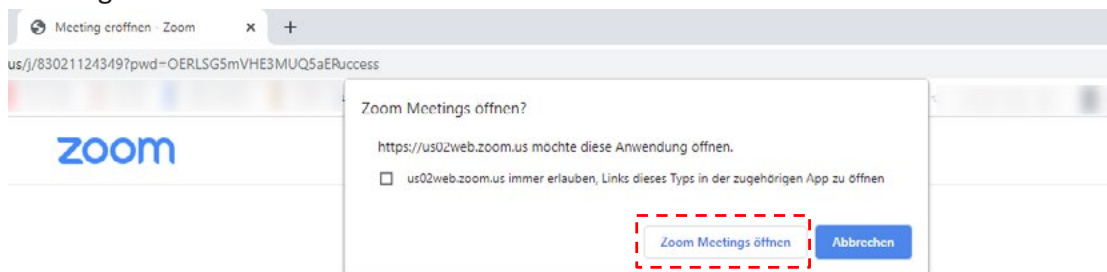 Meeting eröffnen - Zoom × +
us/j/83021124349?pwd=OERLSG5mVHE3MUQ5aERuccess
zoom
Zoom Meetings öffnen?
https://us02web.zoom.us möchte diese Anwendung öffnen.
us02web.zoom.us immer erlauben, Links dieses Typs in der zugehörigen App zu öffnen
Zoom Meetings öffnen Abbrechen